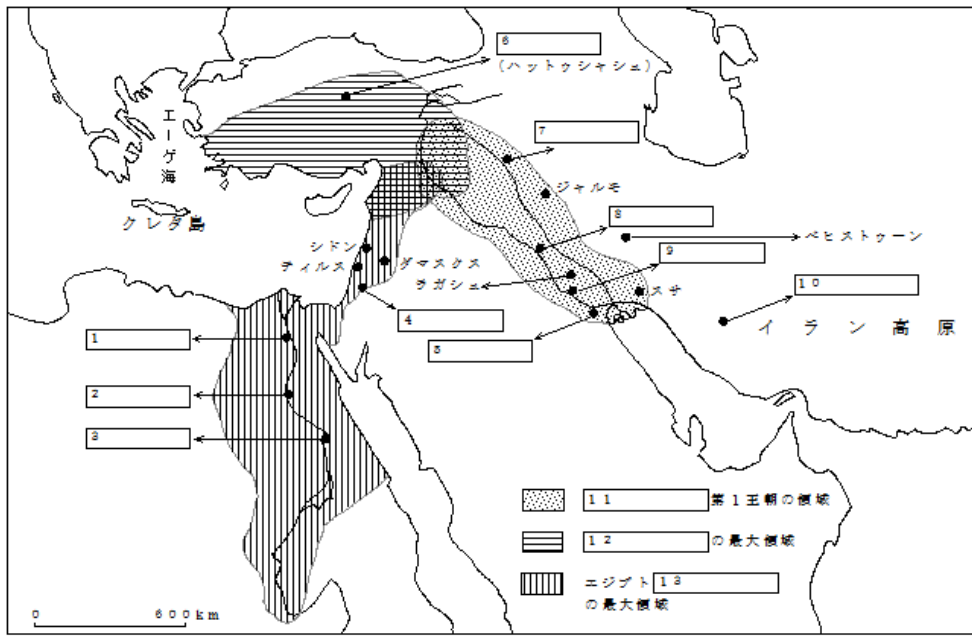 6
(ハットゥシャシュ)
エーゲ海
7
ジャルモ
クレタ島
8
シドン
ベヒストゥーン
9
ティルス
ダマスクス
ラガシュ
スサ
10
4
イラン高原
1
5
2
3
11 第1王朝の領域
12 の最大領域
エジプト 13
の最大領域
0 600km